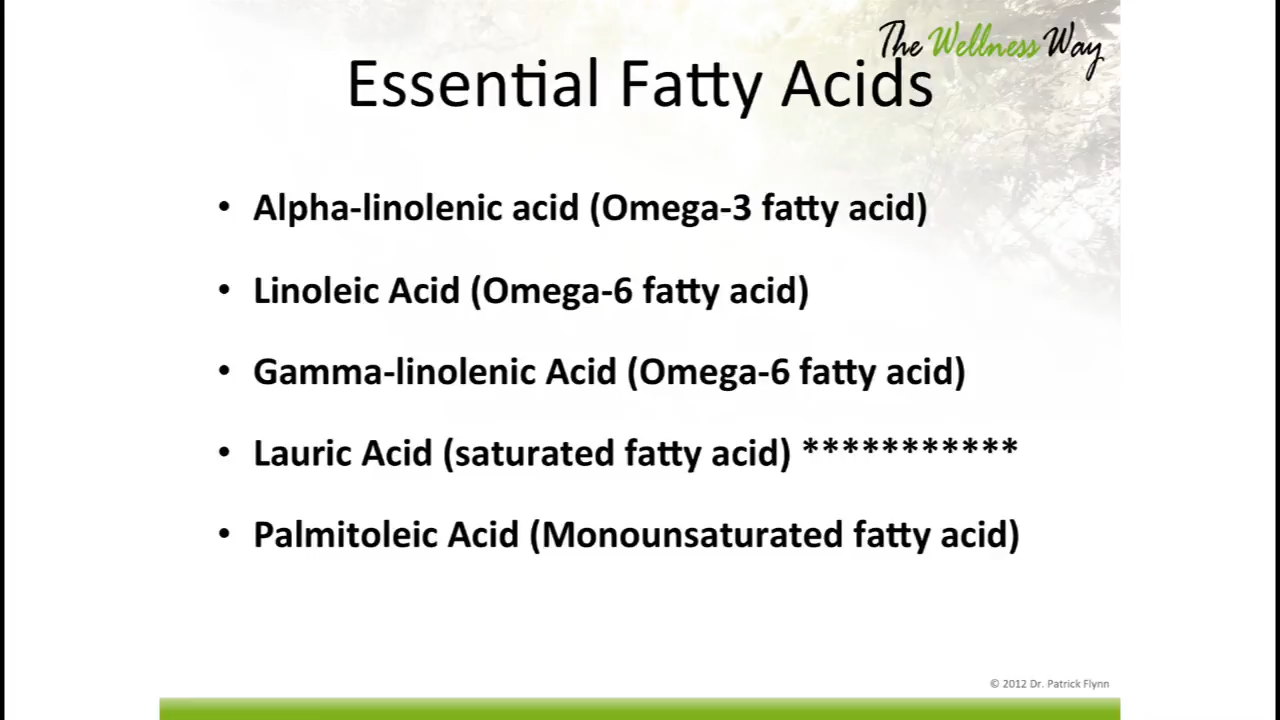 The Wellness Way
Essential Fatty Acids
• Alpha-linolenic acid (Omega-3 fatty acid)
• Linoleic Acid (Omega-6 fatty acid)
• Gamma-linolenic Acid (Omega-6 fatty acid)
• Lauric Acid (saturated fatty acid) ***********
• Palmitoleic Acid (Monounsaturated fatty acid)
© 2012 Dr. Patrick Flynn